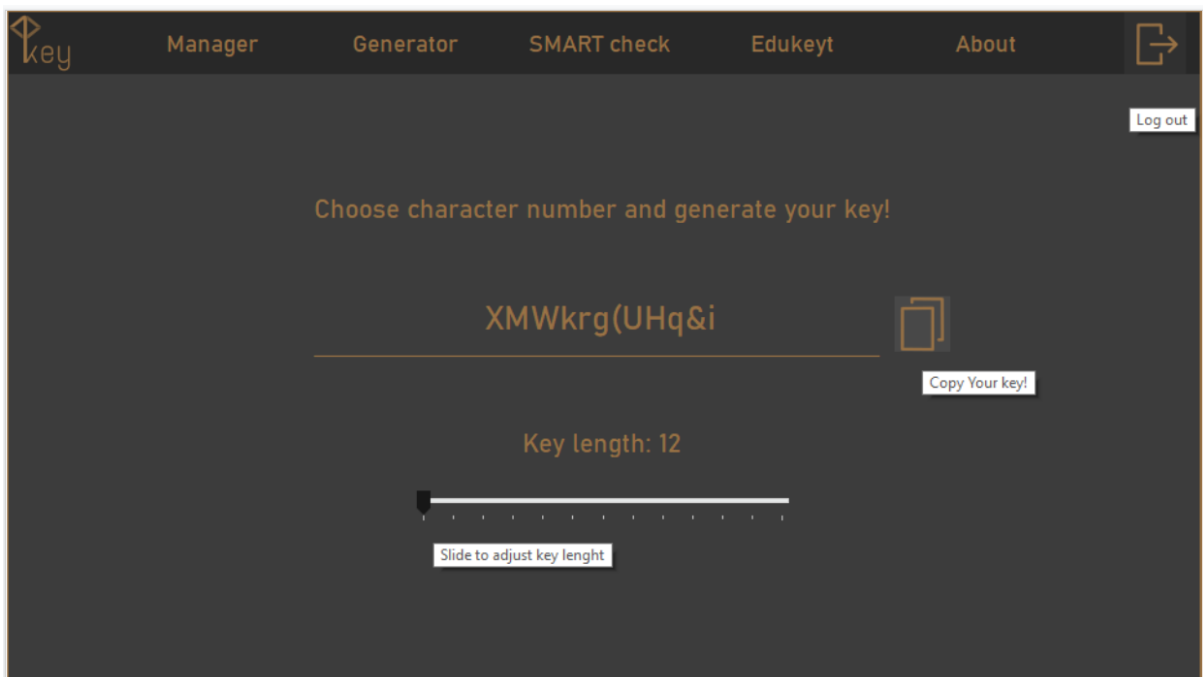 key Manager Generator SMART check Edukeyt About
Log out
Choose character number and generate your key!
XMWkrg(UHq&i
Copy Your key!
Key length: 12
Slide to adjust key lenght